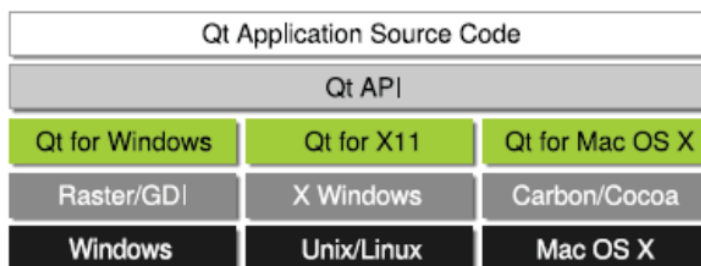 Qt Application Source Code
Qt API
Qt for Windows Qt for X11 Qt for Mac OS X
Raster/GDI X Windows Carbon/Cocoa
Windows Unix/Linux Mac OS X